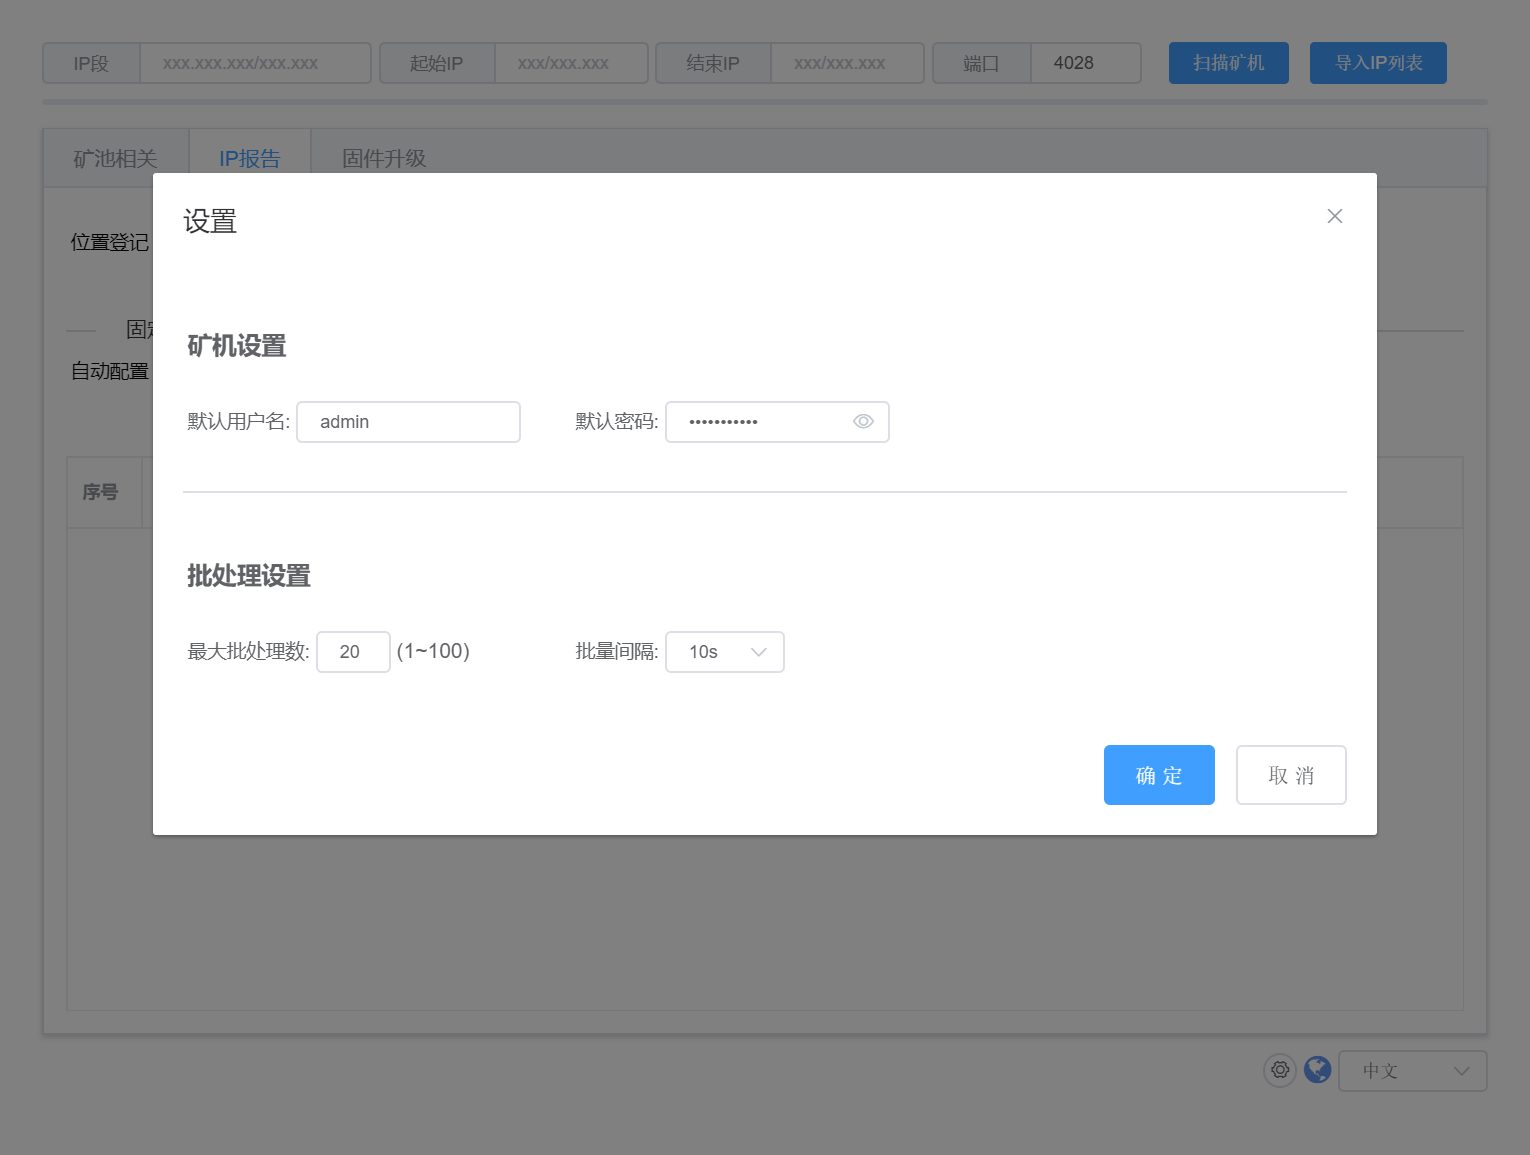 IP段 xxx.xxx.xxx/xxx.xxx 起始IP xxx/xxx.xxx 结束IP xxx/xxx.xxx 端口 4028 扫描矿机 导入IP列表
矿池相关 IP报告 固件升级
设置
位置登记
固定
自动配置
矿机设置
默认用户名: admin 默认密码: •••••••••••
序号
批处理设置
最大批处理数: 20 (1~100) 批量间隔: 10s
确 定 取 消
中文